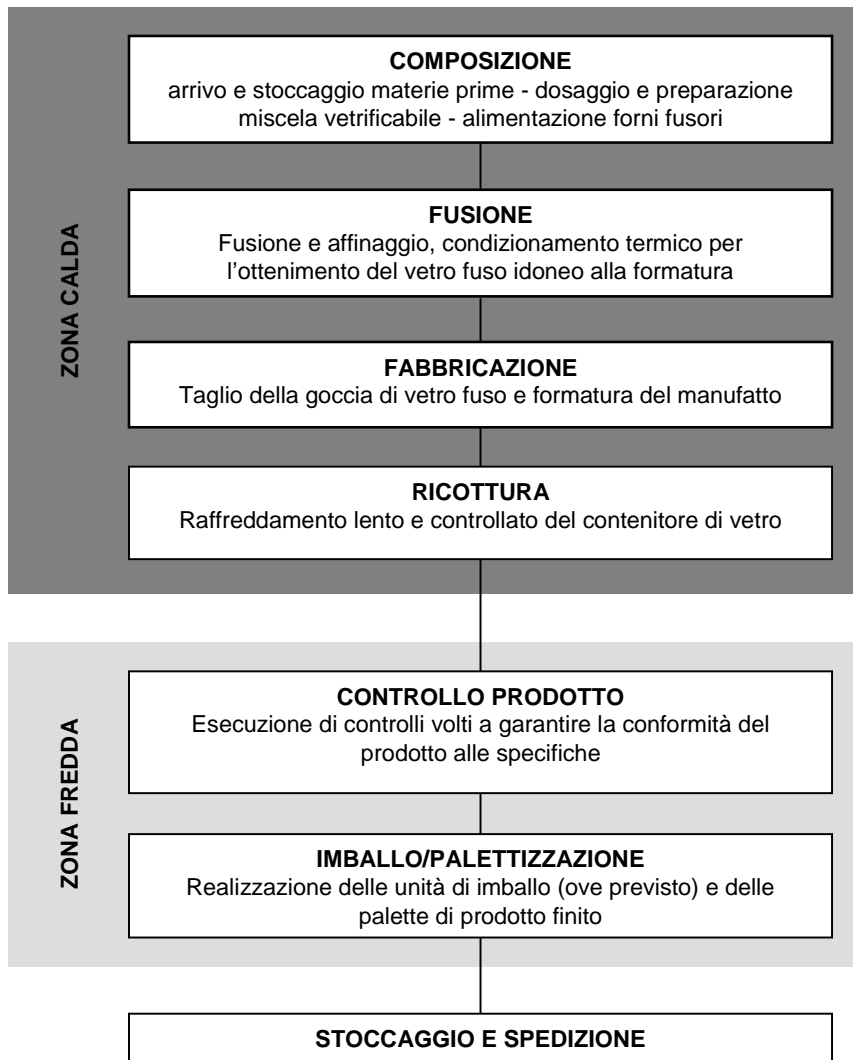 ZONA CALDA
COMPOSIZIONE
arrivo e stoccaggio materie prime - dosaggio e preparazione
miscela vetrificabile - alimentazione forni fusori
FUSIONE
Fusione e affinaggio, condizionamento termico per
l'ottenimento del vetro fuso idoneo alla formatura
FABBRICAZIONE
Taglio della goccia di vetro fuso e formatura del manufatto
RICOTTURA
Raffreddamento lento e controllato del contenitore di vetro
ZONA FREDDA
CONTROLLO PRODOTTO
Esecuzione di controlli volti a garantire la conformità del
prodotto alle specifiche
IMBALLO/PALETTIZZAZIONE
Realizzazione delle unità di imballo (ove previsto) e delle
palette di prodotto finito
STOCCAGGIO E SPEDIZIONE